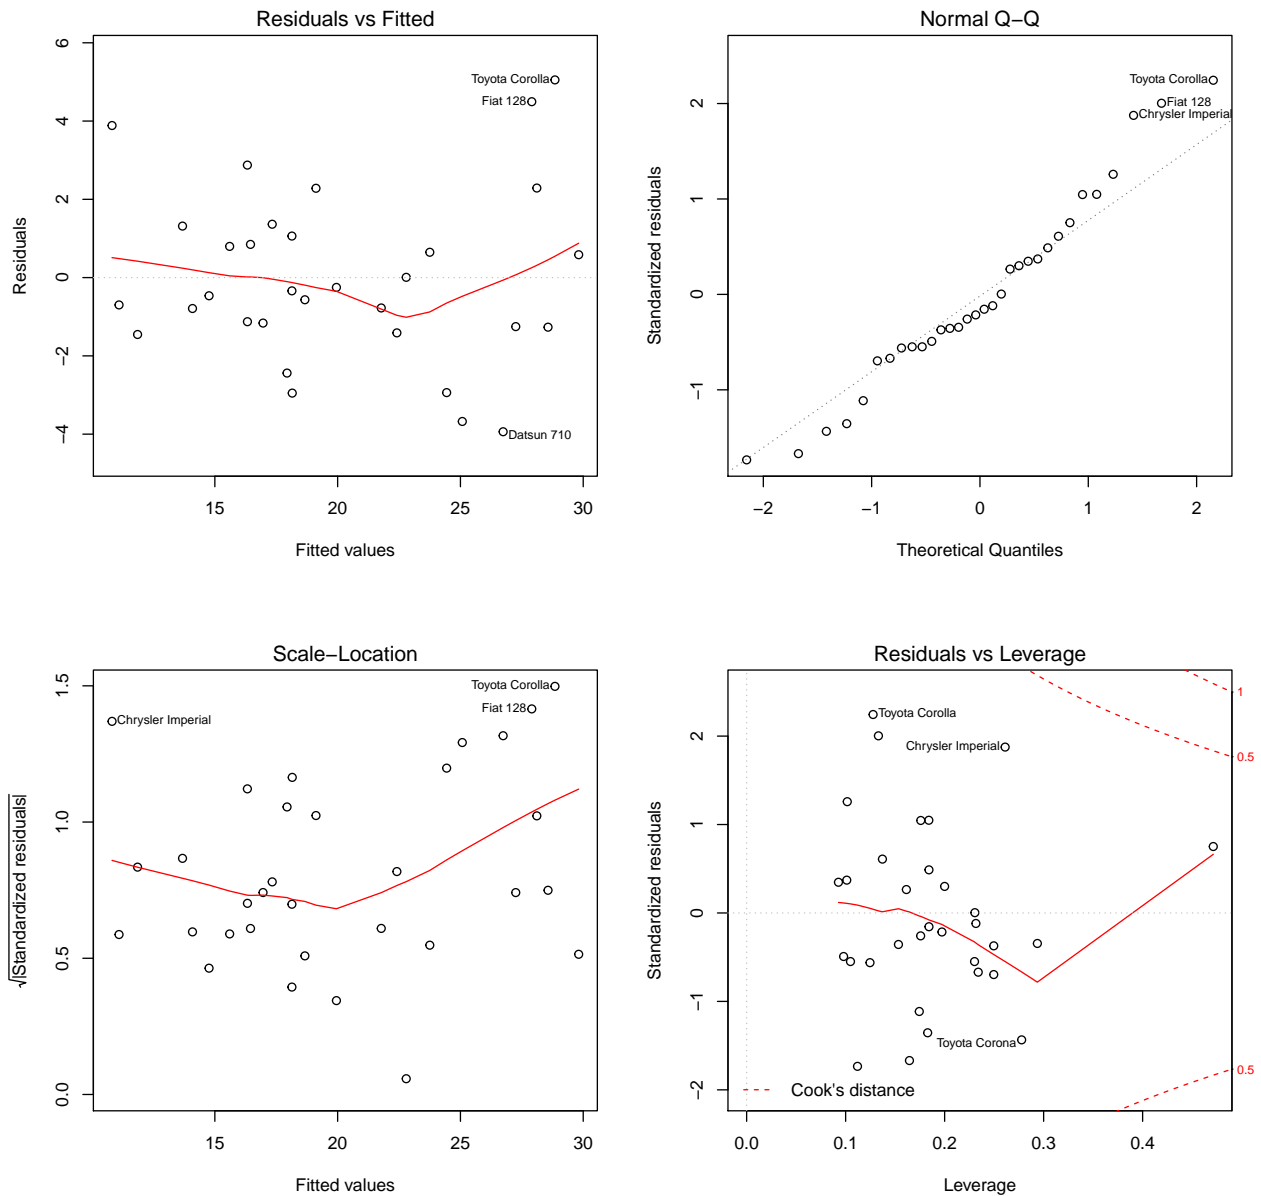 Residuals vs Fitted
Residuals
6
4
2
0
−2
−4
Toyota Corolla
Fiat 128
Datsun 710
15 20 25 30
Fitted values
Normal Q−Q
Standardized residuals
2
1
0
−1
Toyota Corolla
Fiat 128
Chrysler Imperial
−2 −1 0 1 2
Theoretical Quantiles
Scale−Location
√|Standardized residuals|
1.5
1.0
0.5
0.0
Toyota Corolla
Fiat 128
Chrysler Imperial
15 20 25 30
Fitted values
Residuals vs Leverage
Standardized residuals
2
1
0
−1
−2
1
0.5
0.5
Toyota Corolla
Chrysler Imperial
Toyota Corona
Cook's distance
0.0 0.1 0.2 0.3 0.4
Leverage